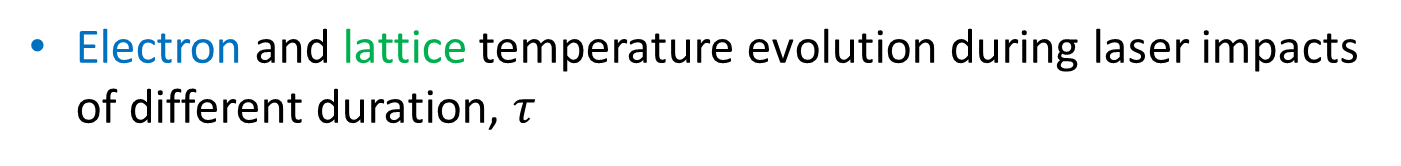 • Electron and lattice temperature evolution during laser impacts
of different duration, 𝜏